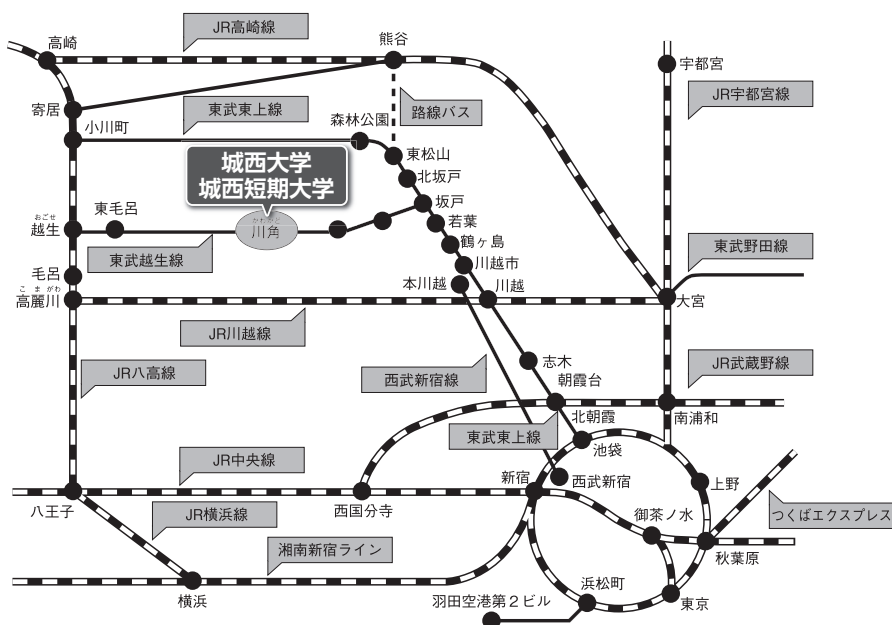 JR高崎線
高崎
熊谷
宇都宮
JR宇都宮線
寄居
東武東上線
路線バス
小川町
森林公園
東松山
城西大学
城西短期大学
北坂戸
坂戸
おごせ
越生
東毛呂
かわかど
川角
若葉
鶴ヶ島
東武野田線
東武越生線
川越市
毛呂
本川越
川越
こまがわ
高麗川
大宮
JR川越線
JR八高線
西武新宿線
志木
JR武蔵野線
朝霞台
北朝霞
南浦和
東武東上線
池袋
JR中央線
新宿
西武新宿
上野
八王子
西国分寺
JR横浜線
御茶ノ水
つくばエクスプレス
湘南新宿ライン
秋葉原
横浜
羽田空港第2ビル
浜松町
東京